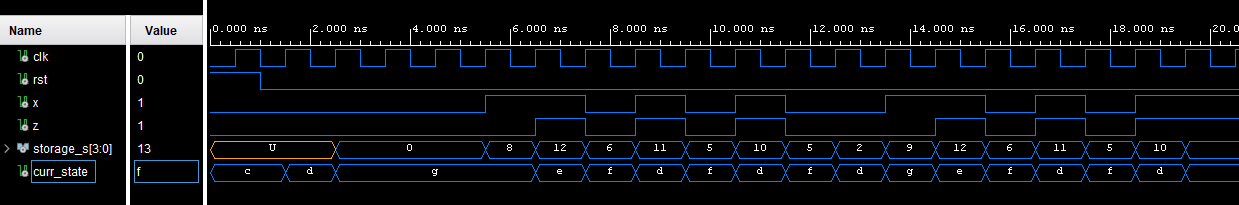 Name Value
0.000 ns 2.000 ns 4.000 ns 6.000 ns 8.000 ns 10.000 ns 12.000 ns 14.000 ns 16.000 ns 18.000 ns 20.0
clk 0
rst 0
x 1
z 1
storage_s[3:0] 13 U 0 8 12 6 11 5 10 5 2 9 12 6 11 5 10
curr_state f c d g e f d f d f d g e f d f d